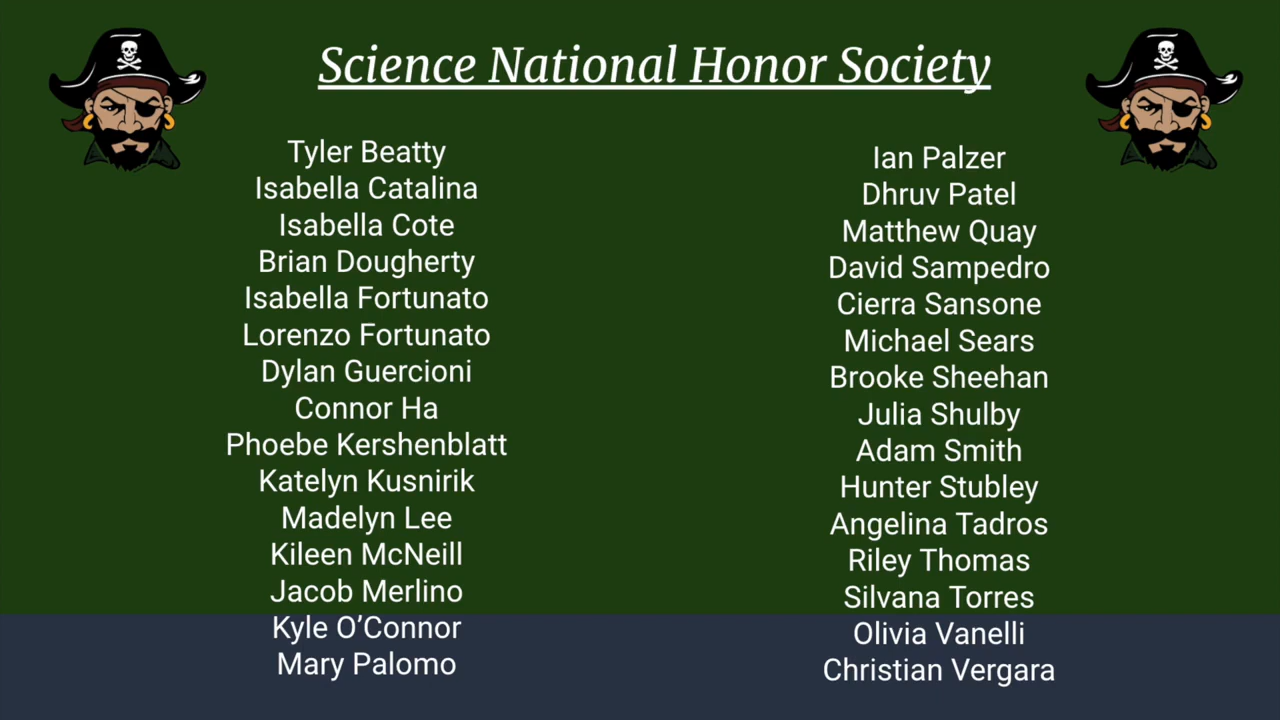 Science National Honor Society
Tyler Beatty
Isabella Catalina
Isabella Cote
Brian Dougherty
Isabella Fortunato
Lorenzo Fortunato
Dylan Guercioni
Connor Ha
Phoebe Kershenblatt
Katelyn Kusnirik
Madelyn Lee
Kileen McNeill
Jacob Merlino
Kyle O’Connor
Mary Palomo
Ian Palzer
Dhruv Patel
Matthew Quay
David Sampedro
Cierra Sansone
Michael Sears
Brooke Sheehan
Julia Shulby
Adam Smith
Hunter Stubley
Angelina Tadros
Riley Thomas
Silvana Torres
Olivia Vanelli
Christian Vergara